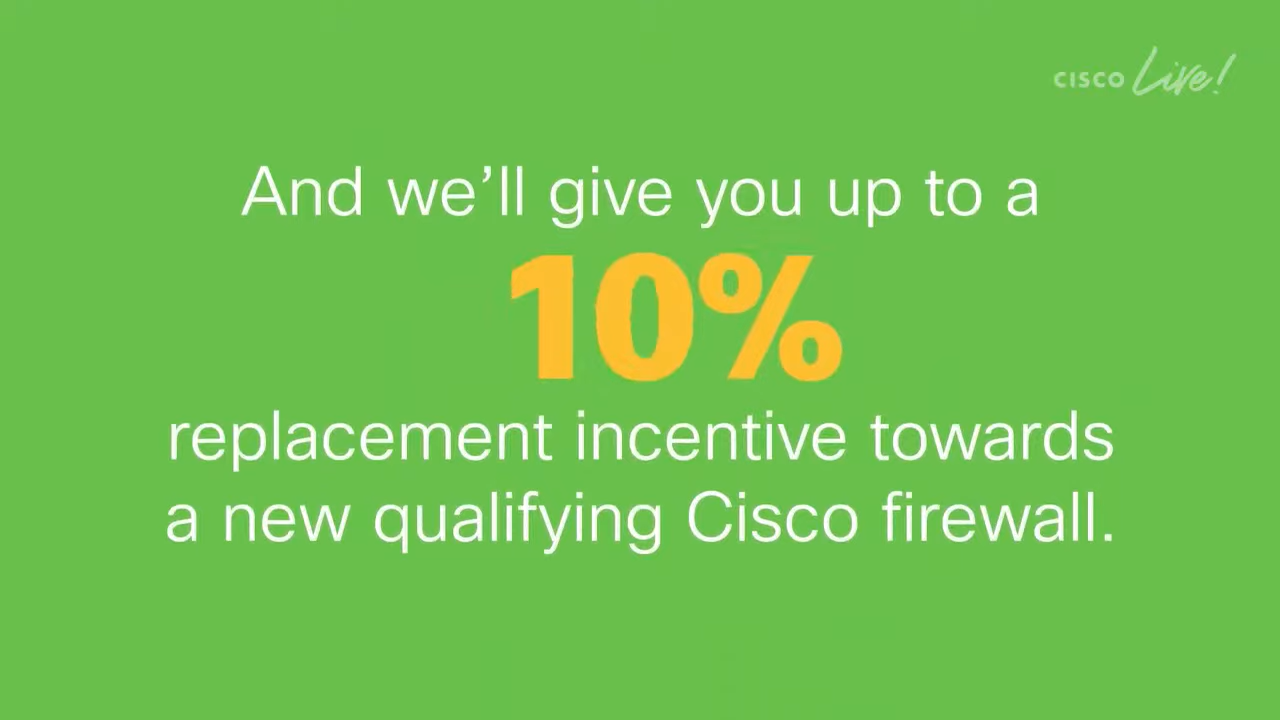 CISCO Live!
And we’ll give you up to a
10%
replacement incentive towards
a new qualifying Cisco firewall.